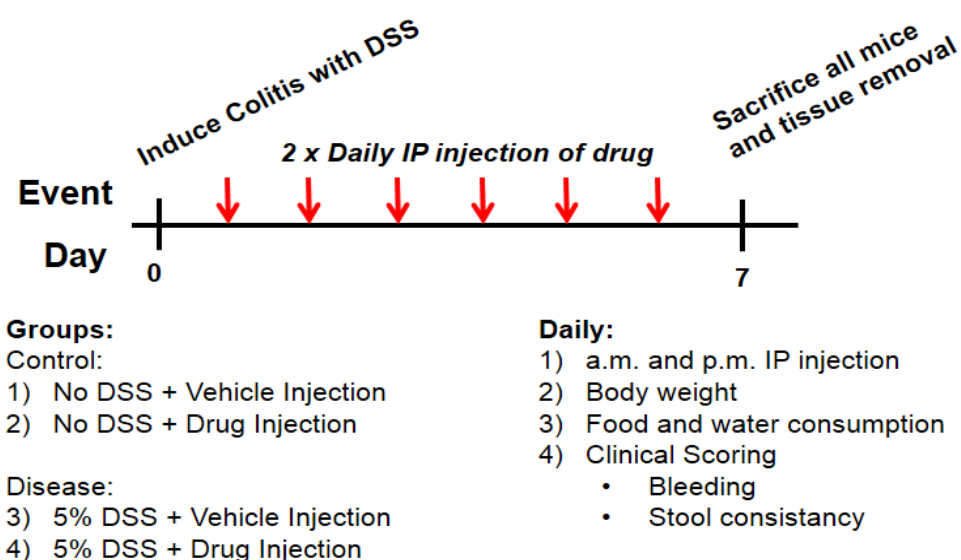 Induce Colitis with DSS
Sacrifice all mice
and tissue removal
2 x Daily IP injection of drug
Event
Day
0
7
Groups:
Control:
1) No DSS + Vehicle Injection
2) No DSS + Drug Injection
Disease:
3) 5% DSS + Vehicle Injection
4) 5% DSS + Drug Injection
Daily:
1) a.m. and p.m. IP injection
2) Body weight
3) Food and water consumption
4) Clinical Scoring
• Bleeding
• Stool consistancy